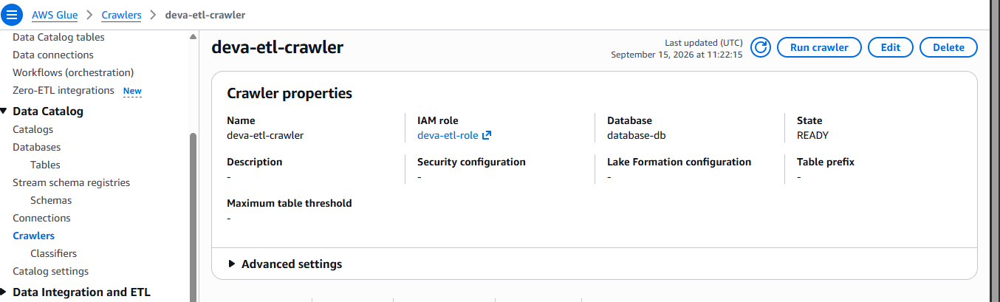 AWS Glue > Crawlers > deva-etl-crawler
Data Catalog tables
Data connections
Workflows (orchestration)
Zero-ETL integrations New
Data Catalog
Catalogs
Databases
Tables
Stream schema registries
Schemas
Connections
Crawlers
Classifiers
Catalog settings
Data Integration and ETL
deva-etl-crawler
Last updated (UTC)
September 15, 2026 at 11:22:15
Run crawler
Edit
Delete
Crawler properties
Name
deva-etl-crawler
IAM role
deva-etl-role
Database
database-db
State
READY
Description
-
Security configuration
-
Lake Formation configuration
-
Table prefix
-
Maximum table threshold
-
Advanced settings